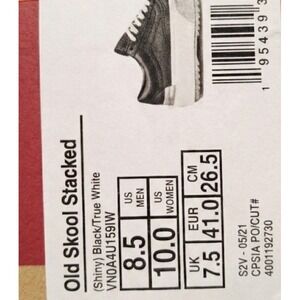 Old Skool Stacked
(Shiny) Black/True White
VN0A4U159IW
US
MEN
8.5
US
WOMEN
10.0
UK
EUR
CM
7.5
41.0
26.5
S2V - 05/21
CPSIA PO/CUT#
4001192730
1 95439 3